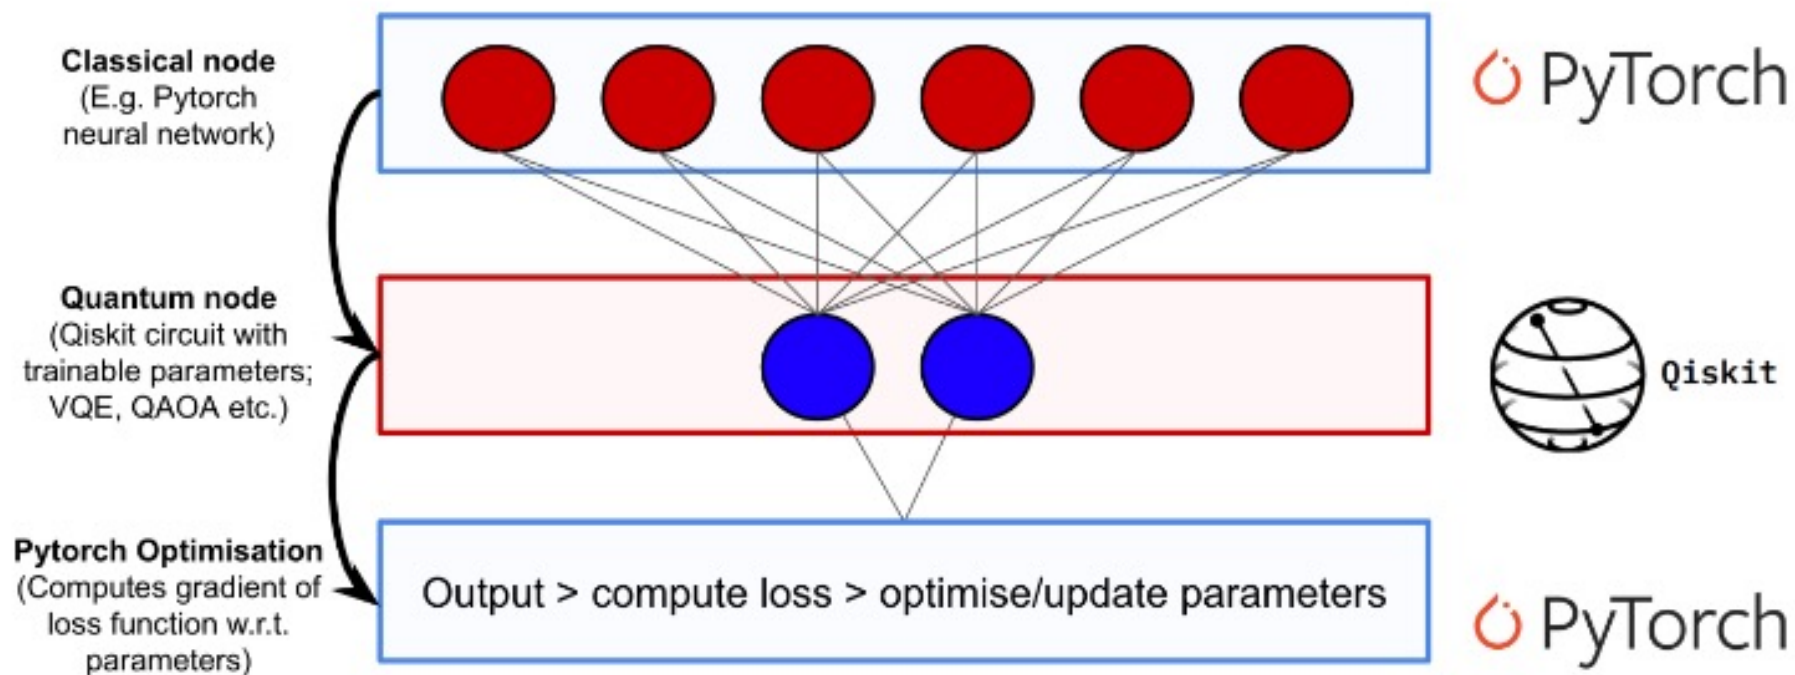 Classical node
(E.g. Pytorch
neural network)
PyTorch
Quantum node
(Qiskit circuit with
trainable parameters;
VQE, QAOA etc.)
Qiskit
Pytorch Optimisation
(Computes gradient of
loss function w.r.t.
parameters)
Output > compute loss > optimise/update parameters
PyTorch